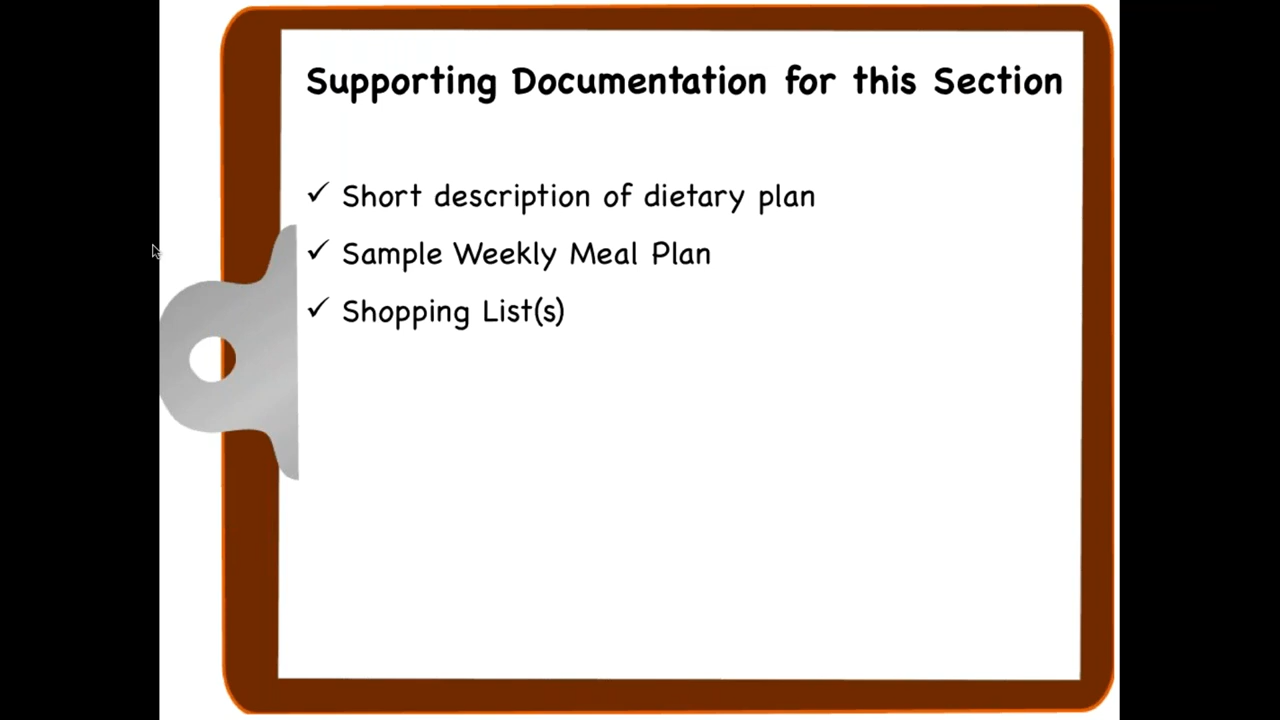 Supporting Documentation for this Section
✓ Short description of dietary plan
✓ Sample Weekly Meal Plan
✓ Shopping List(s)